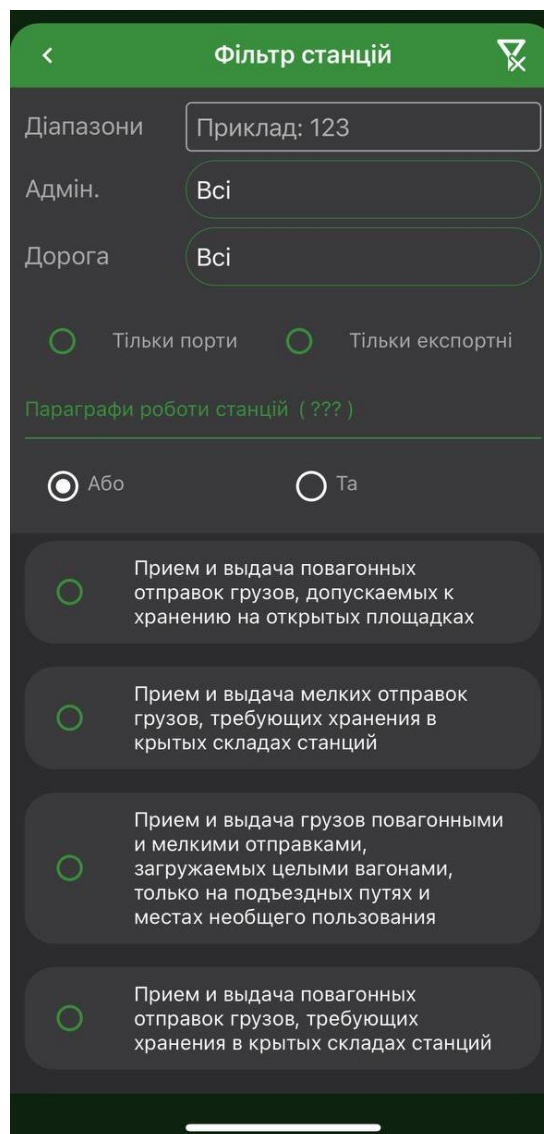 Фільтр станцій
Діапазони Приклад: 123
Адмін. Всі
Дорога Всі
Тільки порти Тільки експортні
Параграфи роботи станцій ( ??? )
Або Та
Прием и выдача повагонных
отправок грузов, допускаемых к
хранению на открытых площадках
Прием и выдача мелких отправок
грузов, требующих хранения в
крытых складах станций
Прием и выдача грузов повагонными
и мелкими отправками,
загружаемых целыми вагонами,
только на подъездных путях и
местах необщего пользования
Прием и выдача повагонных
отправок грузов, требующих
хранения в крытых складах станций